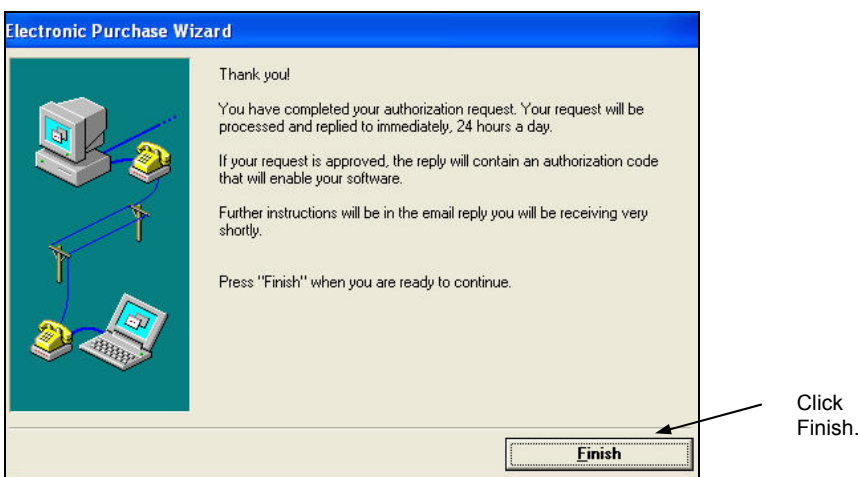 Electronic Purchase Wizard
Thank you!
You have completed your authorization request. Your request will be
processed and replied to immediately, 24 hours a day.
If your request is approved, the reply will contain an authorization code
that will enable your software.
Further instructions will be in the email reply you will be receiving very
shortly.
Press "Finish" when you are ready to continue.
Click
Finish.
Finish